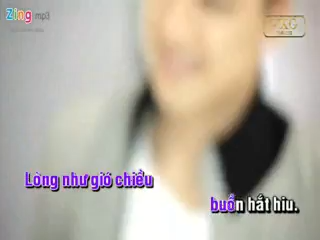 Zing mp3
Lòng như gió chiều
buồn hắt hiu.